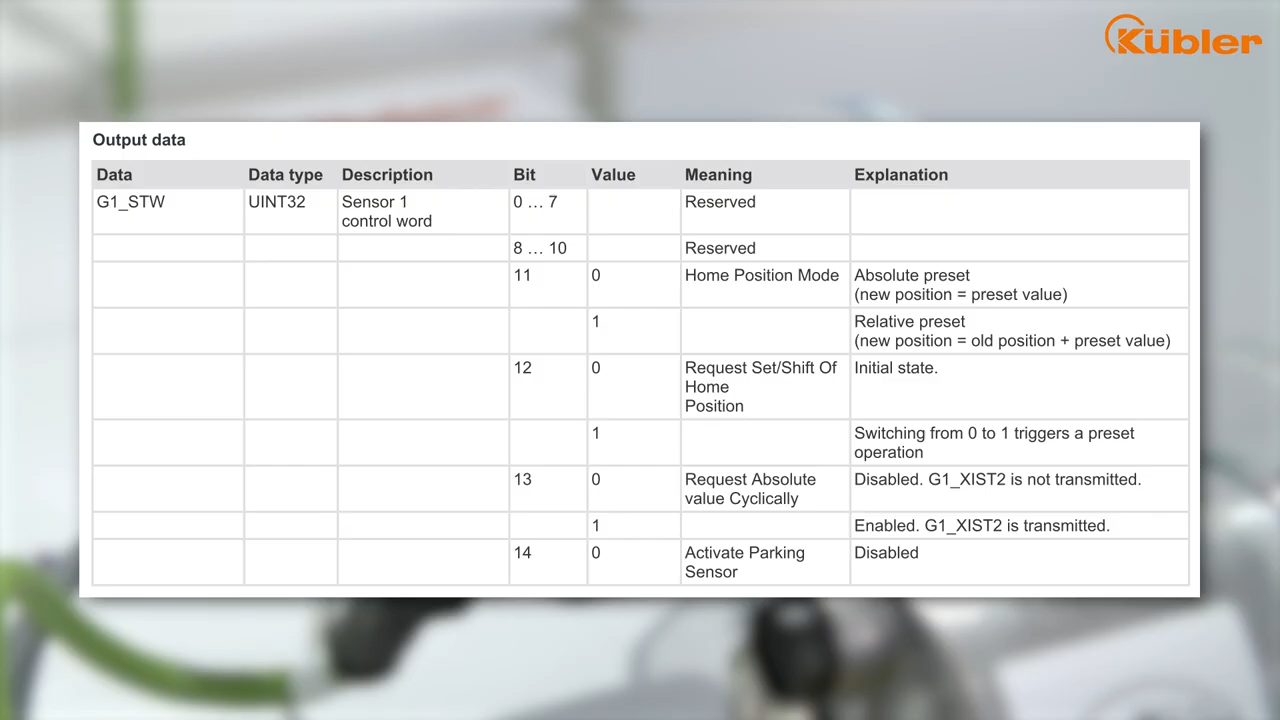 Kübler
Output data
Data Data type Description Bit Value Meaning Explanation
G1_STW UINT32 Sensor 1 0 … 7 Reserved
control word
8 … 10 Reserved
11 0 Home Position Mode Absolute preset
(new position = preset value)
1 Relative preset
(new position = old position + preset value)
12 0 Request Set/Shift Of Initial state.
Home
Position
1 Switching from 0 to 1 triggers a preset
operation
13 0 Request Absolute Disabled. G1_XIST2 is not transmitted.
value Cyclically
1 Enabled. G1_XIST2 is transmitted.
14 0 Activate Parking Disabled
Sensor